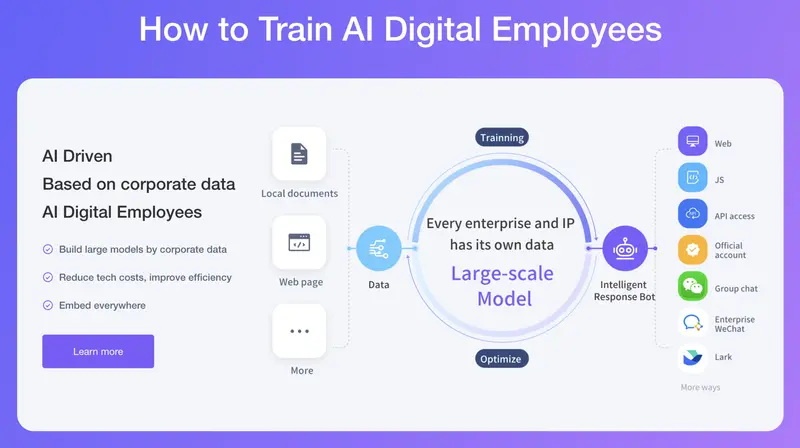 How to Train AI Digital Employees
AI Driven
Based on corporate data
AI Digital Employees
Build large models by corporate data
Reduce tech costs, improve efficiency
Embed everywhere
Learn more
Local documents
Web page
More
Data
Trainning
Every enterprise and IP
has its own data
Large-scale
Model
Optimize
Intelligent
Response Bot
Web
JS
API access
Official
account
Group chat
Enterprise
WeChat
Lark
More ways